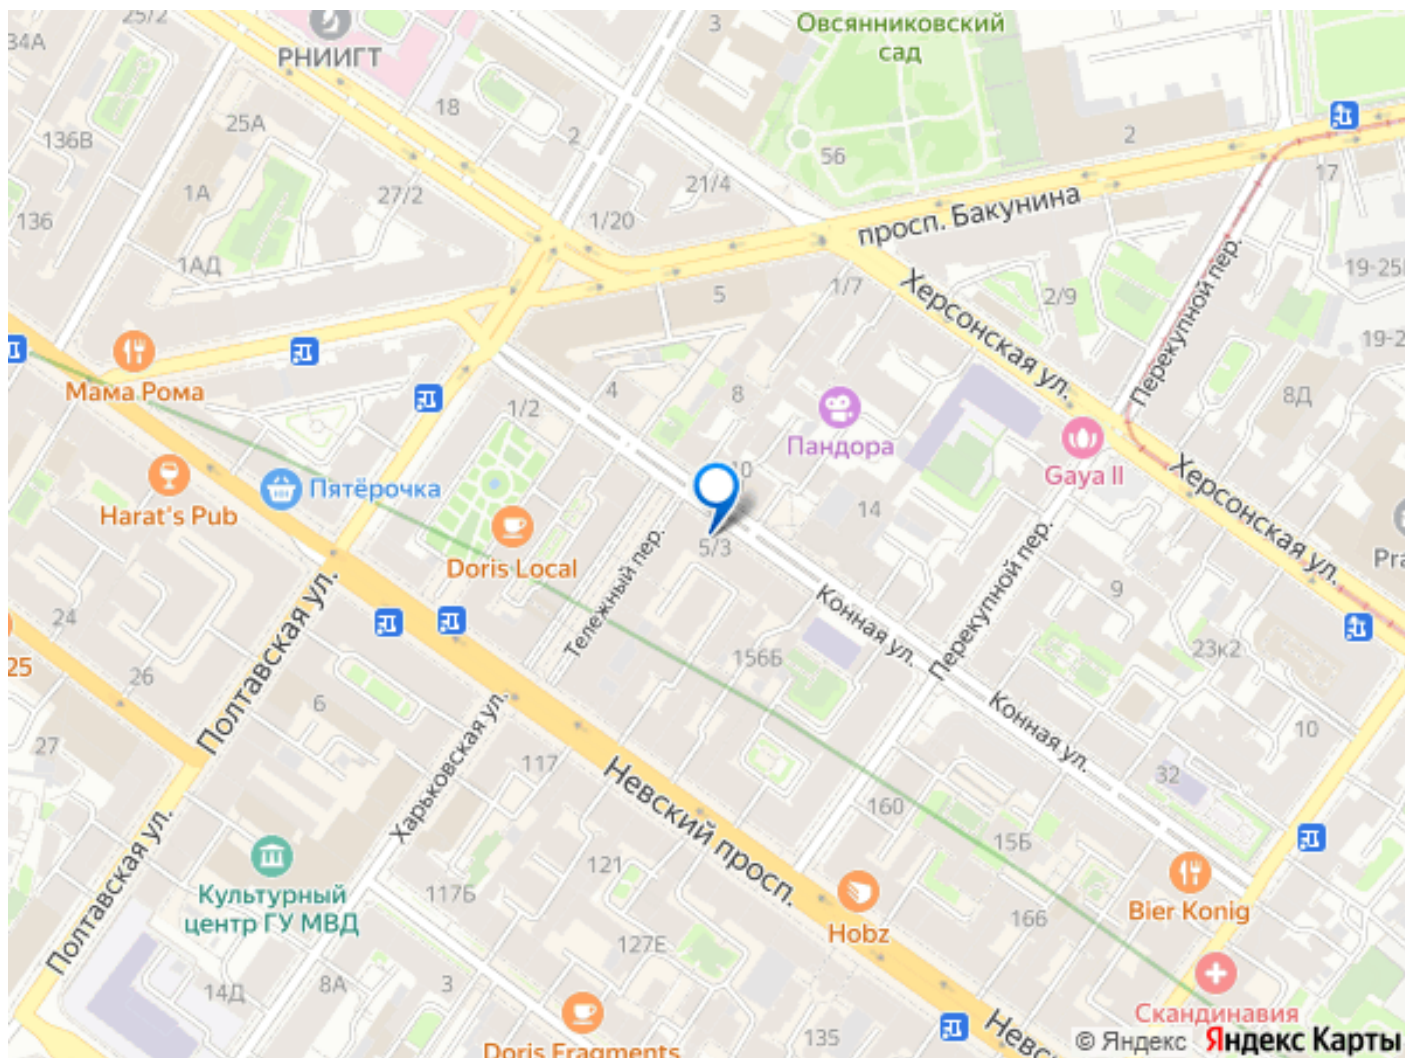 25/2
34А
РНИИГТ
3
Овсянниковский
сад
18
2
25А
136В
56
2
17
1А
27/2
21/4
136
1/20
просп. Бакунина
1АД
5
1/7
Херсонская ул.
2/9
Перекупной пер.
19-2
8Д
Мама Рома
1/2
4
8
Пандора
Gaya II
Херсонская ул.
Harat's Pub
Пятёрочка
10
14
Doris Local
5/3
Тележный пер.
Конная ул.
Перекупной пер.
9
23к2
24
25
26
Полтавская ул.
6
156Б
Конная ул.
10
27
Харьковская ул.
117
Невский просп.
160
32
15Б
Полтавская ул.
Культурный
центр ГУ МВД
117Б
121
Hobz
166
Bier Konig
127Е
14Д
8А
3
135
Скандинавия
Doris Fragments
© Яндекс Яндекс Карты